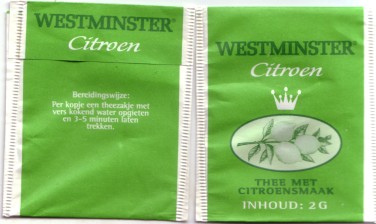 WESTMINSTER®
Citroen
Bereidingswijze:
Per kopje een theezakje met
vers kokend water opgieten
en 3-5 minuten laten
trekken.
WESTMINSTER®
Citroen
THEE MET
CITROENSMAAK
INHOUD: 2 G